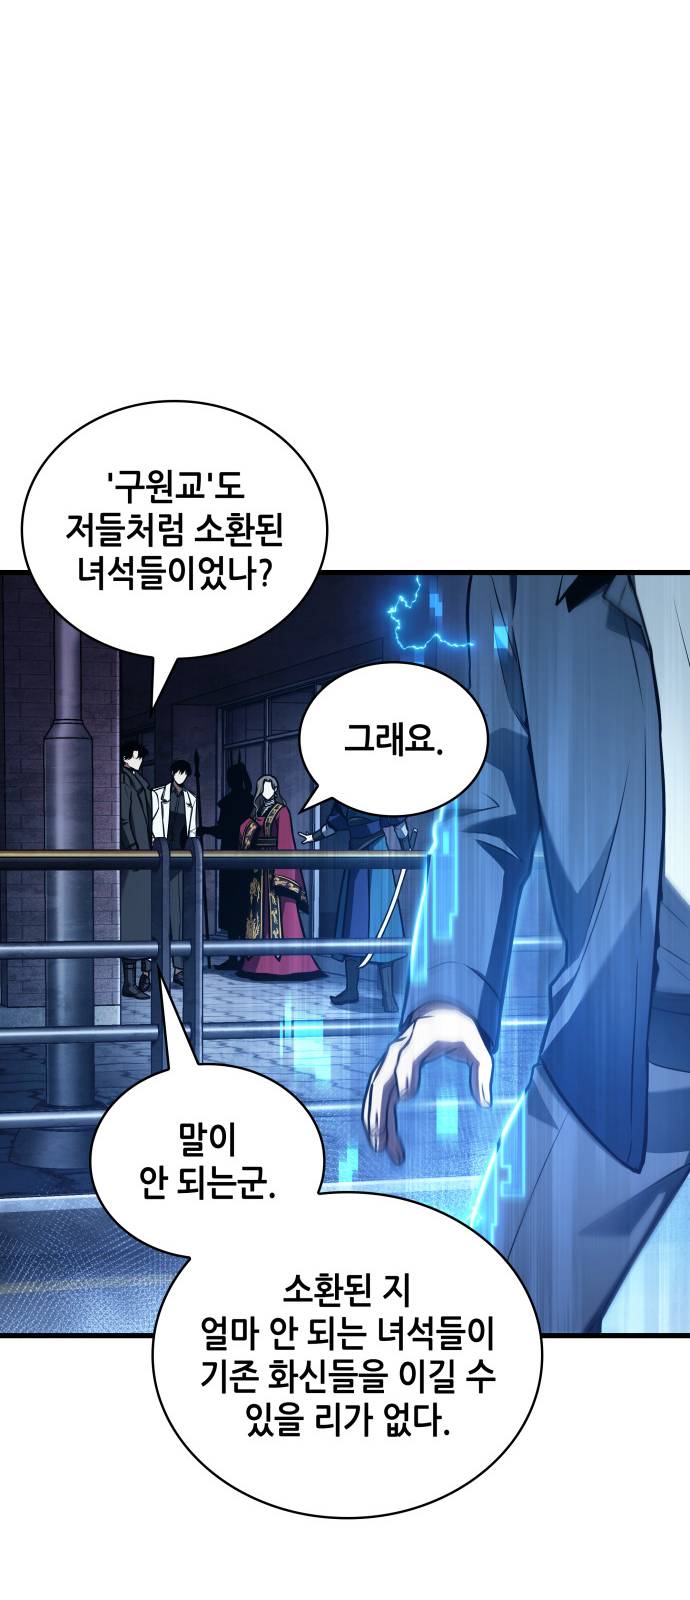 '구원교'도
저들처럼 소환된
녀석들이었나?
그래요.
말이
안 되는군.
소환된 지
얼마 안 되는 녀석들이
기존 화신들을 이길 수
있을 리가 없다.